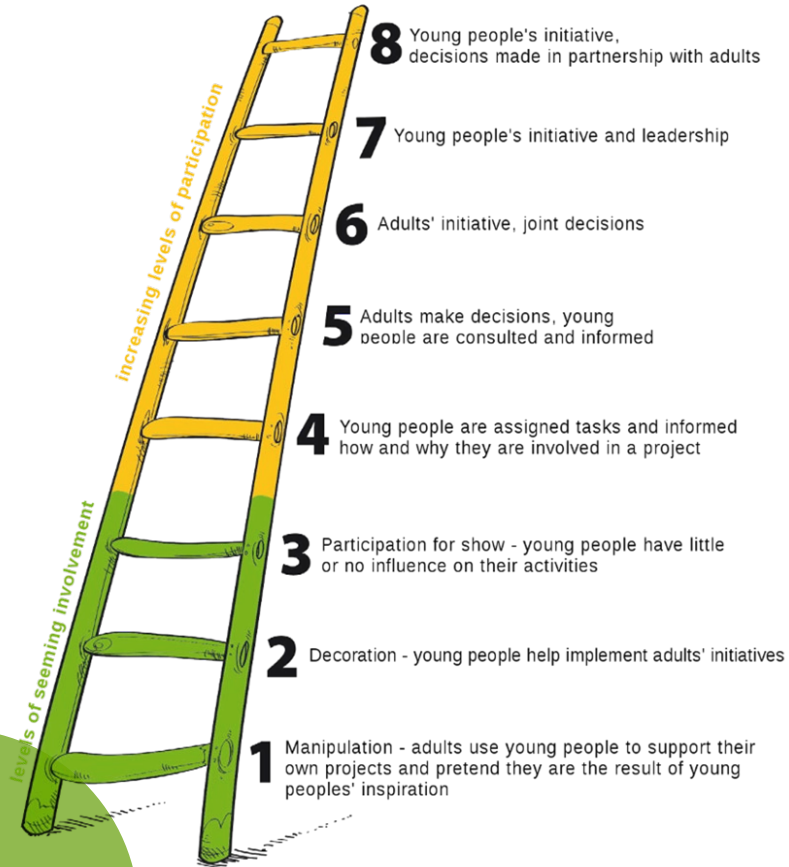 8 Young people's initiative,
decisions made in partnership with adults
7 Young people's initiative and leadership
6 Adults' initiative, joint decisions
5 Adults make decisions, young
people are consulted and informed
4 Young people are assigned tasks and informed
how and why they are involved in a project
3 Participation for show - young people have little
or no influence on their activities
2 Decoration - young people help implement adults' initiatives
1 Manipulation - adults use young people to support their
own projects and pretend they are the result of young
peoples' inspiration
increasing levels of participation
levels of seeming involvement